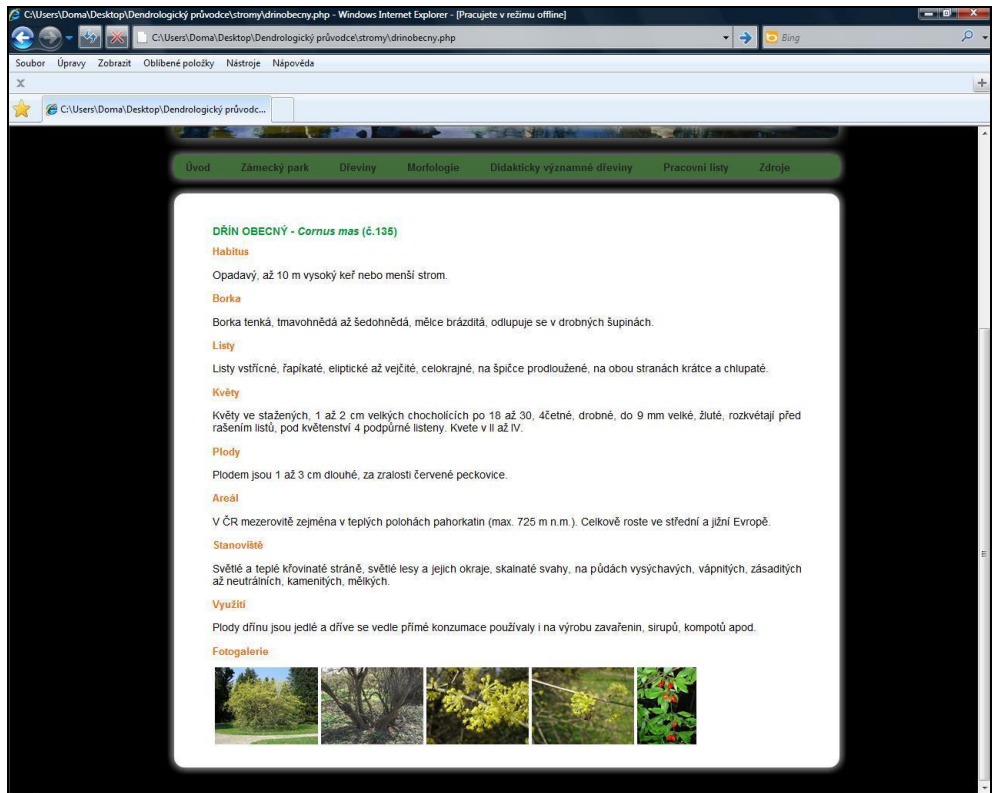 C:\Users\Doma\Desktop\Dendrologický průvodce\stromy\drinobecny.php - Windows Internet Explorer - [Pracujete v režimu offline]
C:\Users\Doma\Desktop\Dendrologický průvodce\stromy\drinobecny.php
Bing
Soubor Úpravy Zobrazit Oblíbené položky Nástroje Nápověda
C:\Users\Doma\Desktop\Dendrologický průvodc...
Úvod Zámecký park Dřeviny Morfologie Didakticky významné dřeviny Pracovní listy Zdroje
DŘÍN OBECNÝ - Cornus mas (č.135)
Habitus
Opadavý, až 10 m vysoký keř nebo menší strom.
Borka
Borka tenká, tmavohnědá až šedohnědá, mělce brázditá, odlupuje se v drobných šupinách.
Listy
Listy vstřícné, řapíkaté, eliptické až vejčité, celokrajné, na špičce prodloužené, na obou stranách krátce a chlupaté.
Květy
Květy ve stažených, 1 až 2 cm velkých chocholících po 18 až 30, 4četné, drobné, do 9 mm velké, žluté, rozkvétají před
rašením listů, pod květenství 4 podpůrné listeny. Kvete v II až IV.
Plody
Plodem jsou 1 až 3 cm dlouhé, za zralosti červené peckovice.
Areál
V ČR mezerovitě zejména v teplých polohách pahorkatin (max. 725 m n.m.). Celkově roste ve střední a jižní Evropě.
Stanoviště
Světlé a teplé křovinaté stráně, světlé lesy a jejich okraje, skalnaté svahy, na půdách vysýchavých, vápnitých, zásaditých
až neutrálních, kamenitých, mělkých.
Využití
Plody dřínu jsou jedlé a dříve se vedle přímé konzumace používaly i na výrobu zavařenin, sirupů, kompotů apod.
Fotogalerie